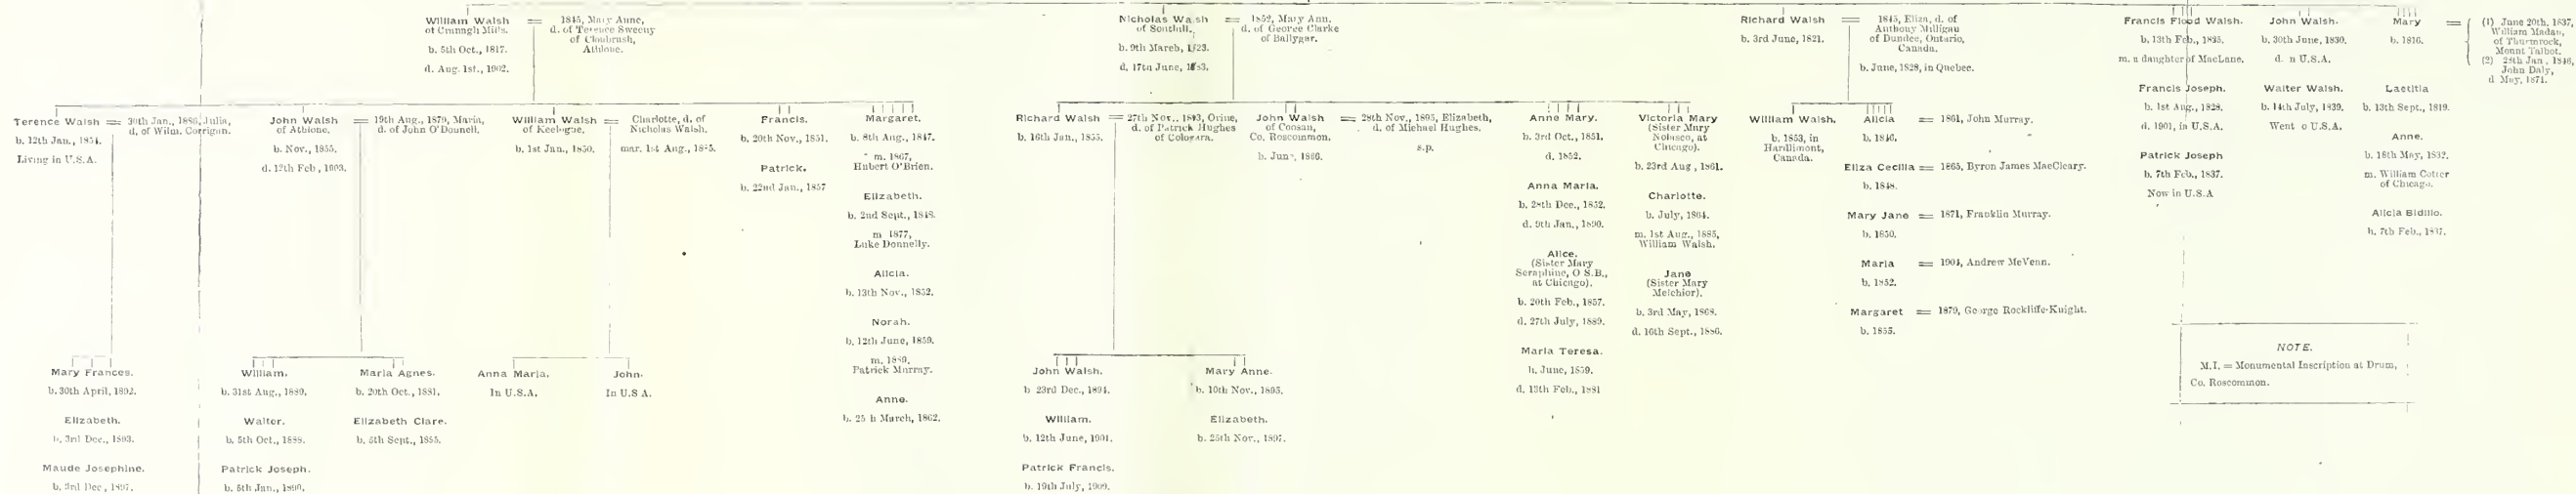 William Walsh
of Cranagh Mills.
b. 5th Oct., 1817.
d. Aug. 1st., 1902.
=
1845, Mary Anne,
d. of Terence Sweeny
of Cloubrush,
Athlone.
Nicholas Walsh
of Southill.
b. 9th March, 1823.
d. 17th June,
=
1852, Mary Ann.
d. of George Clarke
of Ballygar.
Richard Walsh
b. 3rd June, 1821.
=
1845, Eliza, d. of
Anthony Milligan
of Dundee, Ontario,
Canada.
b. June, 1828, in Quebec.
Francis Flood Walsh.
b. 13th Feb., 1825.
m. a daughter of MacLane.
Francis Joseph.
b. 1st Aug., 1828.
d. 1901, in U.S.A.
Patrick Joseph
b. 7th Feb., 1837.
Now in U.S.A
John Walsh.
b. 30th June, 1830.
d. n U.S.A.
Walter Walsh.
b. 14th July, 1839.
Went o U.S.A.
Mary
b. 1816.
=
(1) June 20th, 1837,
William Madan,
of Thurmrock,
Mount Talbot.
(2) 28th Jan, 1846,
John Daly,
d May, 1871.
Laetitia
b. 13th Sept., 1819.
Anne.
b. 18th May, 1832.
m. William Cotter
of Chicago.
Alicia Bidillo.
b. 7th Feb., 1837.
Terence Walsh
b. 12th Jan., 1854.
Living in U.S.A.
=
30th Jan., 1886, Julia,
d. of Wilm. Corrigan.
John Walsh
of Athlone.
b. Nov., 1855.
d. 12th Feb, 1903.
=
19th Aug., 1879, Maria,
d. of John O'Donnell.
William Walsh
of Keelogue.
b. 1st Jan., 1850.
=
Charlotte, d. of
Nicholas Walsh.
mar. 1st Aug., 1885.
Francis.
b. 20th Nov., 1851.
Patrick.
b. 22nd Jan., 1857
Margaret.
b. 8th Aug., 1847.
m. 1867,
Hubert O'Brien.
Elizabeth.
b. 2nd Sept., 1848.
m 1877,
Luke Donnelly.
Alicia.
b. 13th Nov., 1852.
Norah.
b. 12th June, 1859.
m. 1889,
Patrick Murray.
Anne.
b. 25 h March, 1862.
Richard Walsh
b. 16th Jan., 1855.
=
27th Nov., 1893, Orine,
d. of Patrick Hughes
of Cologara.
John Walsh
of Coosan,
Co. Roscommon.
b. June, 1866.
=
28th Nov., 1895, Elizabeth,
d. of Michael Hughes.
s.p.
Anno Mary.
b. 3rd Oct., 1851.
d. 1852.
Anna Maria.
b. 28th Dec., 1852.
d. 9th Jan., 1890.
Alice.
(Sister Mary
Seraphine, O S.B.,
at Chicago).
b. 20th Feb., 1857.
d. 27th July, 1889.
Maria Teresa.
b. June, 1859.
d. 13th Feb., 1881
Victoria Mary
(Sister Mary
Nolasco, at
Chicago).
b. 23rd Aug, 1861.
Charlotte.
b. July, 1864.
m. 1st Aug., 1885,
William Walsh.
Jane
(Sister Mary
Melchior).
b. 3rd May, 1868.
d. 16th Sept., 1886.
William Walsh.
b. 1853, in
Hardlimont,
Canada.
Alicia = 1861, John Murray.
b. 1846.
Eliza Cecilia = 1865, Byron James MacCleary.
b. 1848.
Mary Jane = 1871, Franklin Murray.
b. 1850.
Maria = 1904, Andrew McVenn.
b. 1852.
Margaret = 1879, George Rockliffe-Knight.
b. 1855.
Mary Frances.
b. 30th April, 1892.
Elizabeth.
b. 3rd Dec., 1893.
Maude Josephine.
b. 3rd Dec, 1897.
William.
b. 31st Aug., 1880.
Walter.
b. 5th Oct., 1888.
Patrick Joseph.
b. 5th Jan., 1890.
Maria Agnes.
b. 20th Oct., 1881.
Elizabeth Clare.
b. 5th Sept., 1855.
Anna Maria.
In U.S.A.
John.
In U.S A.
John Walsh.
b 23rd Dec., 1894.
William.
b. 12th June, 1901.
Patrick Francis.
b. 19th July, 1909.
Mary Anne.
b. 10th Nov., 1895.
Elizabeth.
b. 25th Nov., 1897.
NOTE.
M.I. = Monumental Inscription at Drum,
Co. Roscommon.